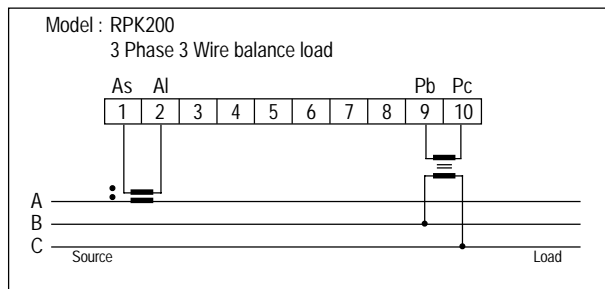 Model : RPK200
3 Phase 3 Wire balance load
As Al Pb Pc
1 2 3 4 5 6 7 8 9 10
A
B
C
Source Load